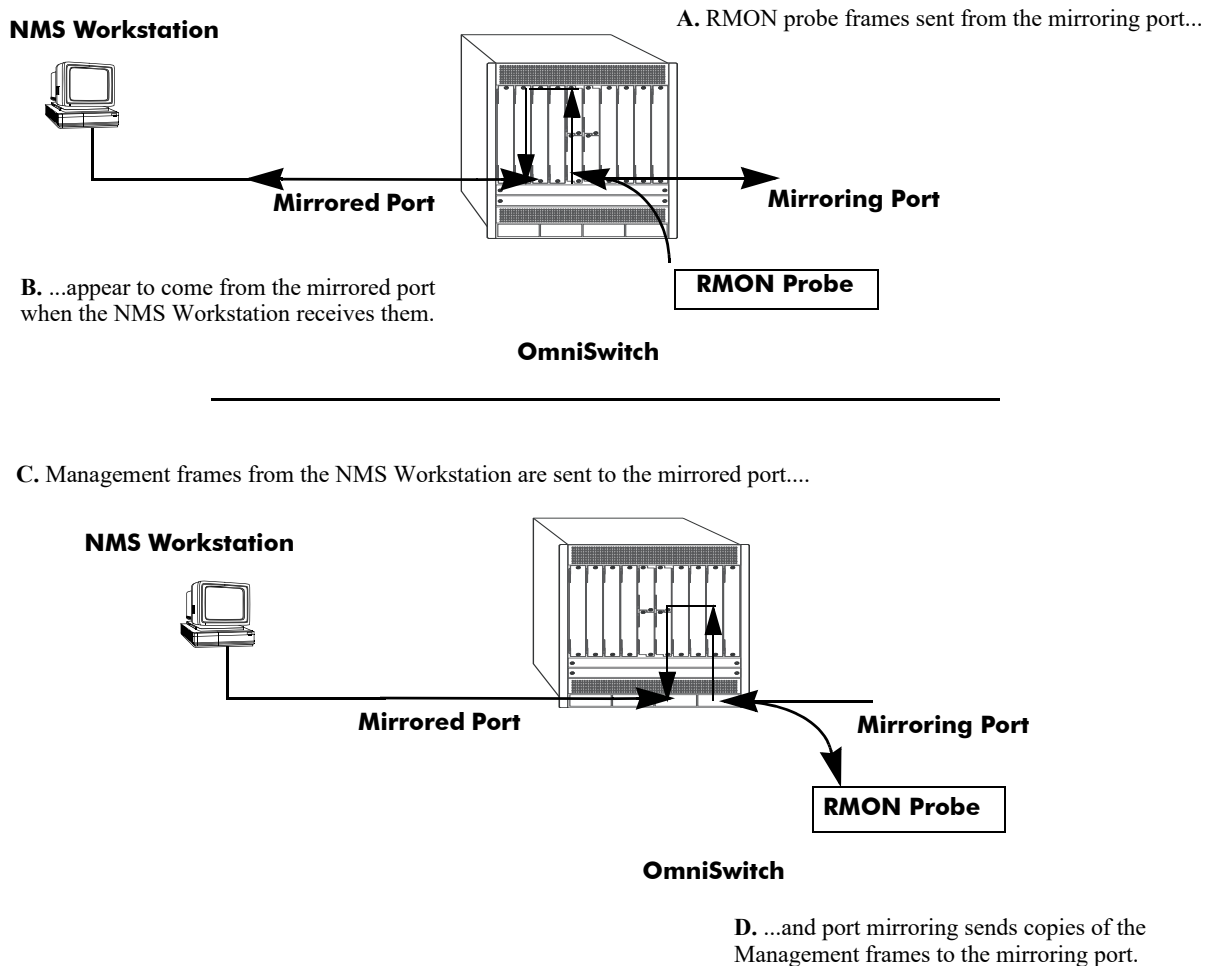 A. RMON probe frames sent from the mirroring port...
NMS Workstation
Mirrored Port
Mirroring Port
B. ...appear to come from the mirrored port
when the NMS Workstation receives them.
RMON Probe
OmniSwitch
C. Management frames from the NMS Workstation are sent to the mirrored port....
NMS Workstation
Mirrored Port
Mirroring Port
RMON Probe
OmniSwitch
D. ...and port mirroring sends copies of the
Management frames to the mirroring port.